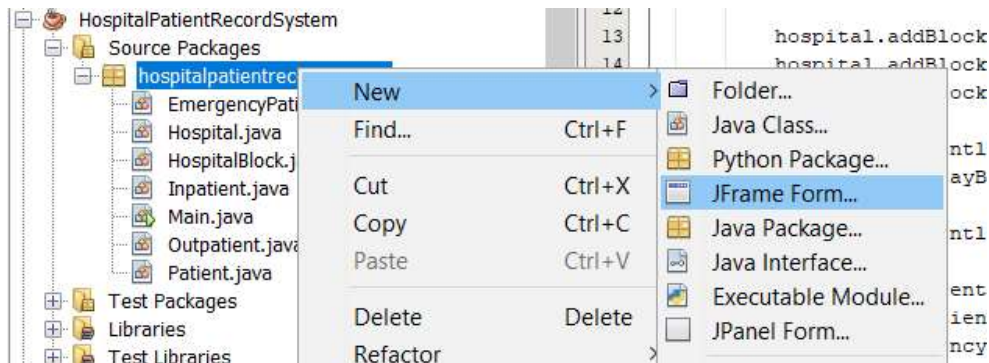 HospitalPatientRecordSystem
Source Packages
hospitalpatientrec
EmergencyPati
Hospital.java
HospitalBlock.j
Inpatient.java
Main.java
Outpatient.java
Patient.java
Test Packages
Libraries
Test Libraries
New
Find... Ctrl+F
Cut Ctrl+X
Copy Ctrl+C
Paste Ctrl+V
Delete Delete
Refactor
Folder...
Java Class...
Python Package...
JFrame Form...
Java Package...
Java Interface...
Executable Module...
JPanel Form...
12
13 hospital.addBlock
14 hospital.addBlock
ock
ntl
ayB
ntl
ent
ien
ncy